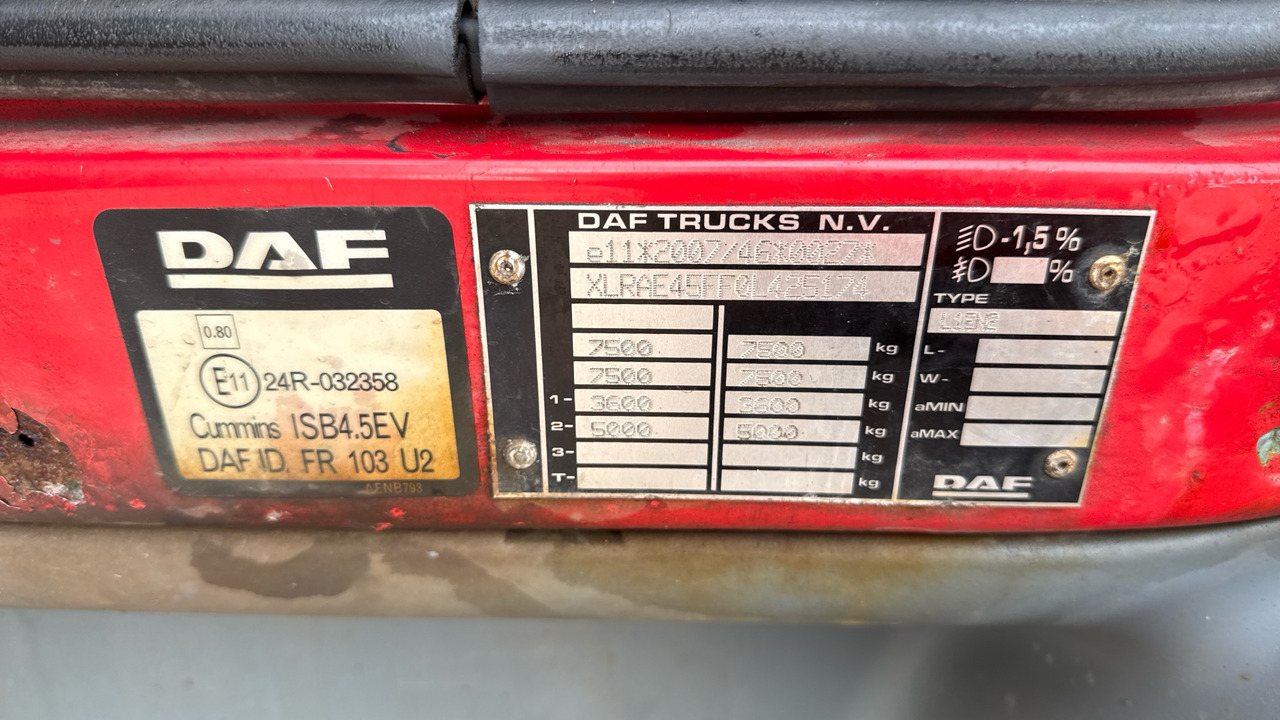 DAF
0.80
E11 24R-032358
Cummins ISB4.5EV
DAF ID. FR 103 U2
AENB793
DAF TRUCKS N.V.
e11*2007/46*0027*
XLRAE45FF0L425174
7500 7500 kg
7500 7500 kg
1- 3600 3600 kg
2- 5000 5000 kg
3- kg
T- kg
-1,5 %
%
TYPE
L1EN2
L-
W-
aMIN
aMAX
DAF